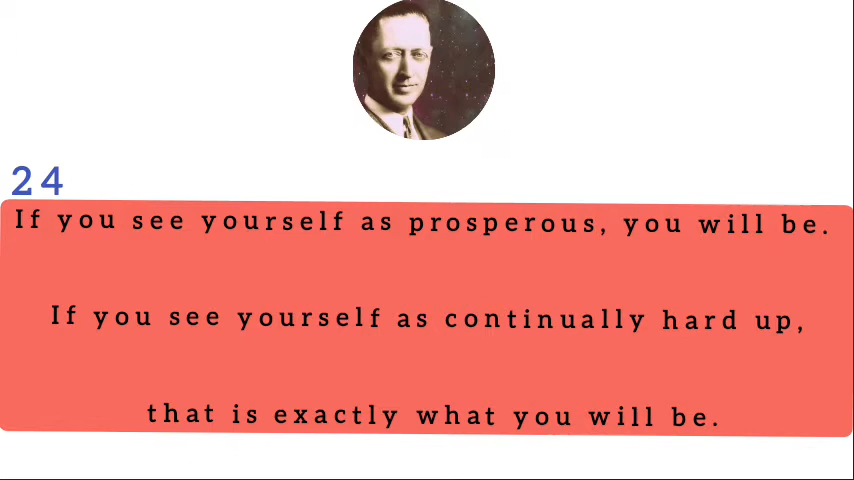 24
If you see yourself as prosperous, you will be.
If you see yourself as continually hard up,
that is exactly what you will be.